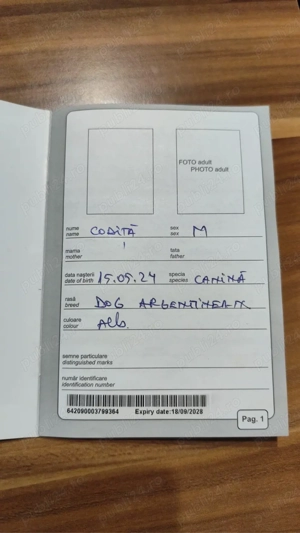 FOTO adult
PHOTO adult
nume
name CODIȚĂ sex
sex M
mama
mother tata
father
data nașterii
date of birth 15.05.24 specia
species CANINĂ
rasă
breed DOG ARGENTINEAN
culoare
colour Alb
semne particulare
distinguished marks
număr identificare
identification number
642090003799364 Expiry date:18/09/2028
Pag. 1